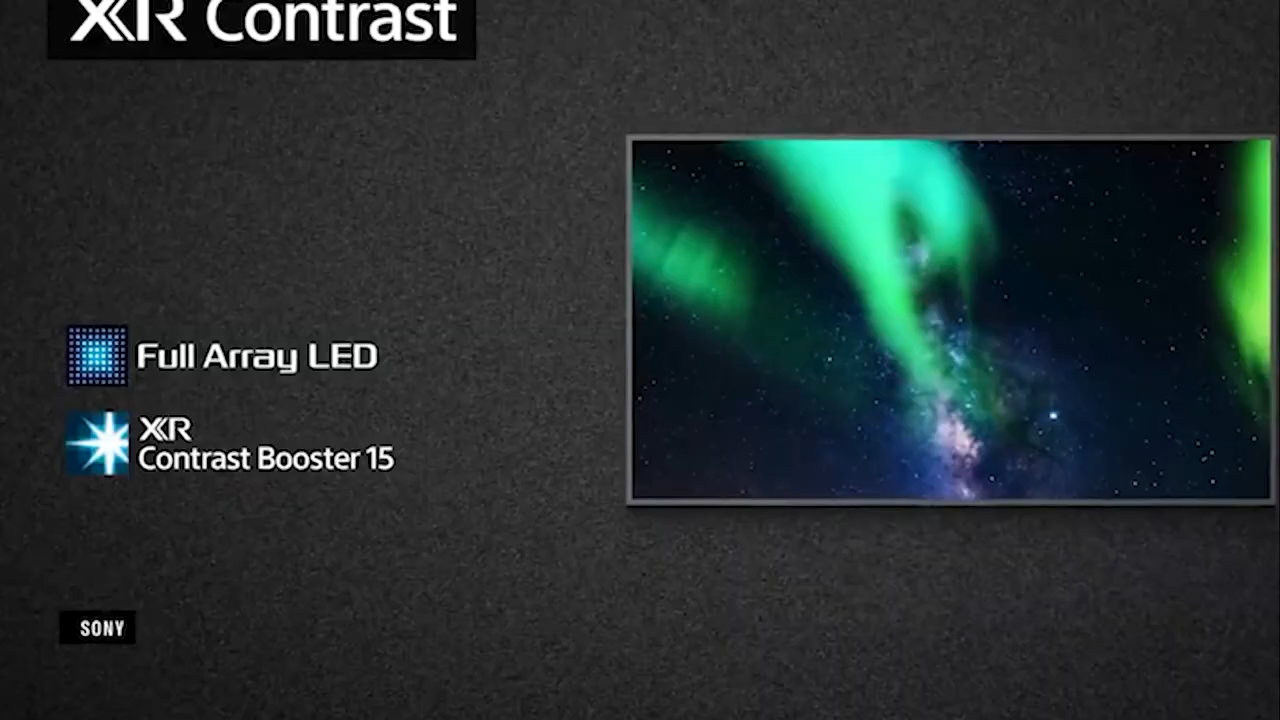 XR Contrast
Full Array LED
XR
Contrast Booster 15
SONY